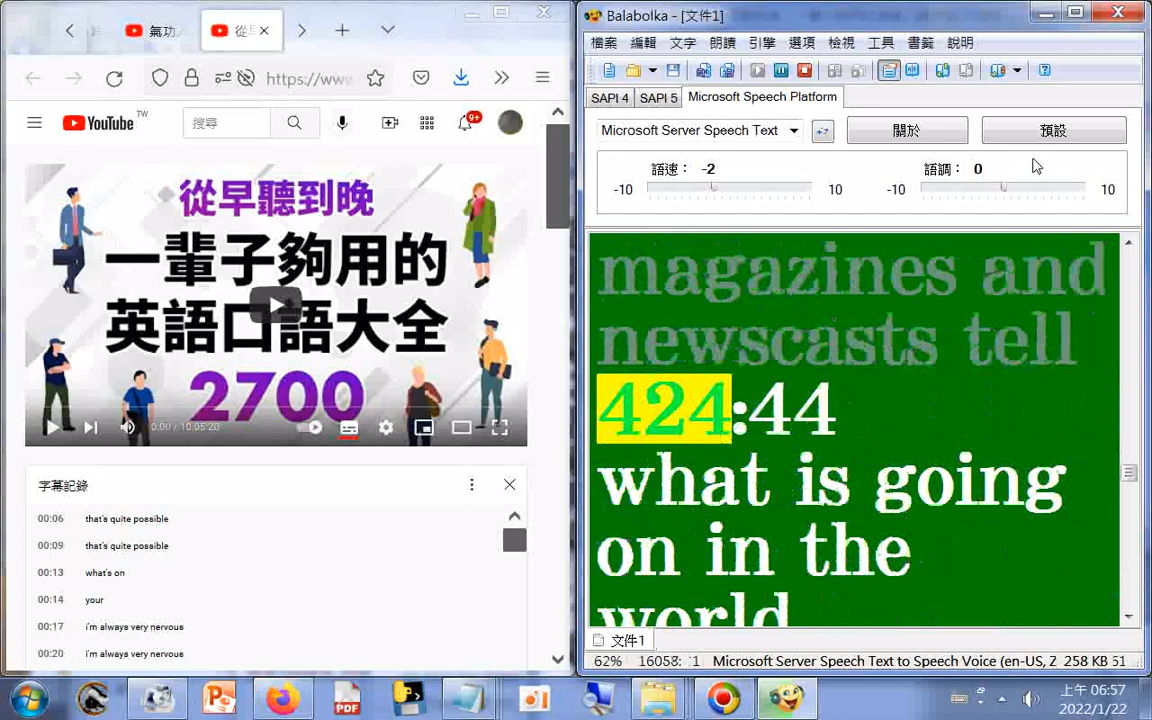 氣功
從
https://www
YouTube TW
搜尋
9+
從早聽到晚
一輩子夠用的
英語口語大全
2700
0:00 / 10:05:20
字幕記錄
00:06 that's quite possible
00:09 that's quite possible
00:13 what's on
00:14 your
00:17 i'm always very nervous
00:20 i'm always very nervous
Balabolka - [文件1]
檔案 編輯 文字 朗讀 引擎 選項 檢視 工具 書籤 說明
SAPI 4 SAPI 5 Microsoft Speech Platform
Microsoft Server Speech Text 關於 預設
語速： -2 語調： 0
-10 10 -10 10
magazines and
newscasts tell
424:44
what is going
on in the
world
文件1
62% 16058: 1 Microsoft Server Speech Text to Speech Voice (en-US, Z 258 KB 51
PDF
上午 06:57
2022/1/22